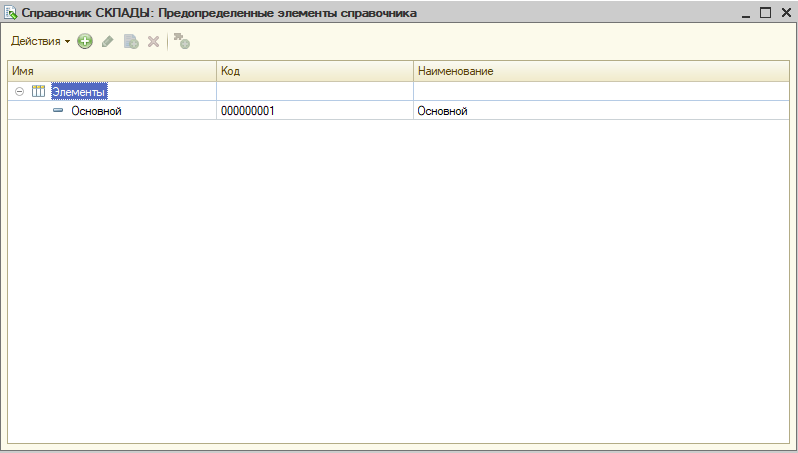 Справочник СКЛАДЫ: Предопределенные элементы справочника
Действия
Имя Код Наименование
Элементы
Основной 000000001 Основной